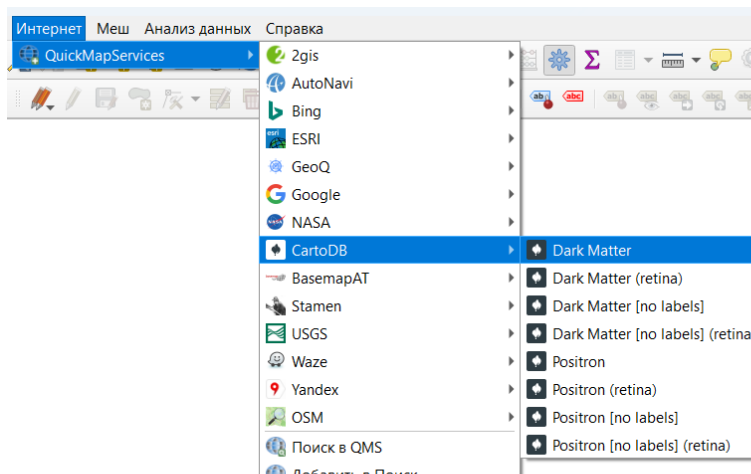 Интернет Меш Анализ данных Справка
QuickMapServices
2gis
AutoNavi
Bing
ESRI
GeoQ
Google
NASA
CartoDB
BasemapAT
Stamen
USGS
Waze
Yandex
OSM
Поиск в QMS
Добавить в Поиск
Dark Matter
Dark Matter (retina)
Dark Matter [no labels]
Dark Matter [no labels] (retina
Positron
Positron (retina)
Positron [no labels]
Positron [no labels] (retina)